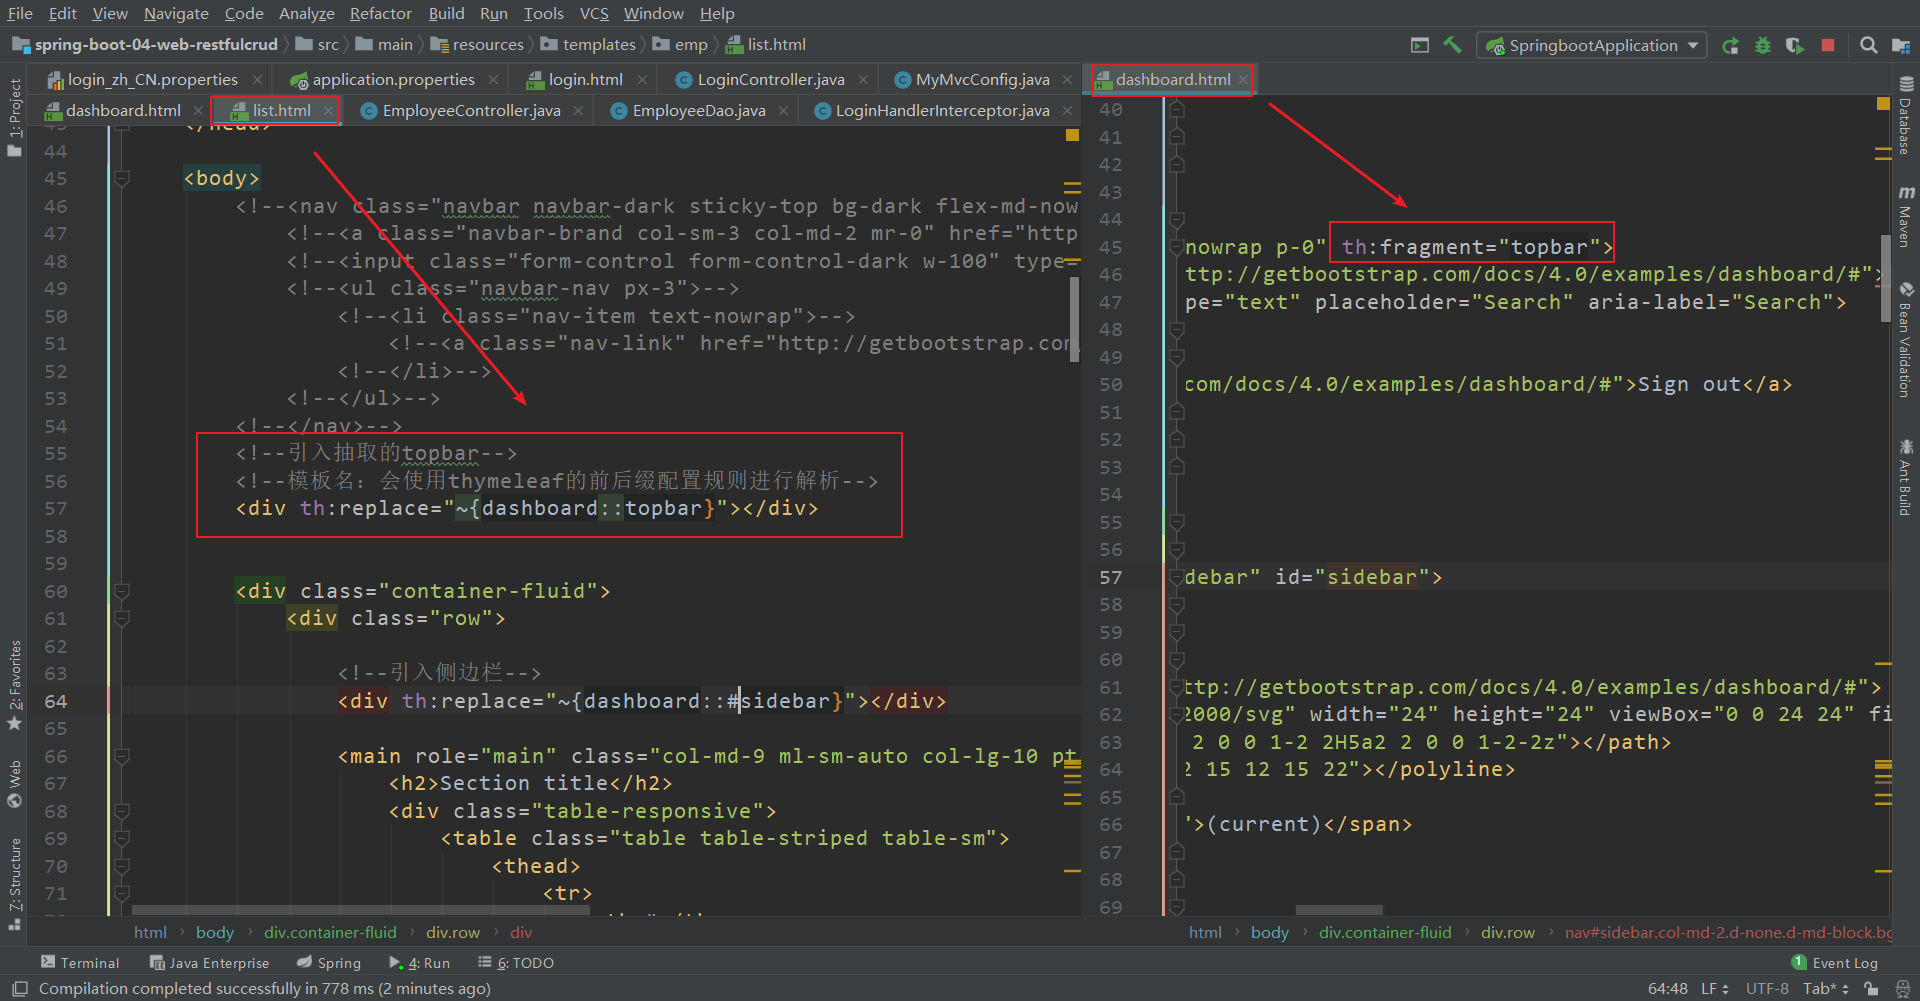 File Edit View Navigate Code Analyze Refactor Build Run Tools VCS Window Help
spring-boot-04-web-restfulcrud src main resources templates emp list.html SpringbootApplication
login_zh_CN.properties application.properties login.html LoginController.java MyMvcConfig.java dashboard.html
dashboard.html list.html EmployeeController.java EmployeeDao.java LoginHandlerInterceptor.java
1: Project
2: Favorites
Web
7: Structure
44
45 <body>
46 <!--<nav class="navbar navbar-dark sticky-top bg-dark flex-md-now
47 <!--<a class="navbar-brand col-sm-3 col-md-2 mr-0" href="http
48 <!--<input class="form-control form-control-dark w-100" type=
49 <!--<ul class="navbar-nav px-3">-->
50 <!--<li class="nav-item text-nowrap">-->
51 <!--<a class="nav-link" href="http://getbootstrap.com
52 <!--</li>-->
53 <!--</ul>-->
54 <!--</nav>-->
55 <!--引入抽取的topbar-->
56 <!--模板名：会使用thymeleaf的前后缀配置规则进行解析-->
57 <div th:replace="~{dashboard::topbar}"></div>
58
59
60 <div class="container-fluid">
61 <div class="row">
62
63 <!--引入侧边栏-->
64 <div th:replace="~{dashboard::#sidebar}"></div>
65
66 <main role="main" class="col-md-9 ml-sm-auto col-lg-10 pt
67 <h2>Section title</h2>
68 <div class="table-responsive">
69 <table class="table table-striped table-sm">
70 <thead>
71 <tr>
html body div.container-fluid div.row div
40
41
42
43
44
45 nowrap p-0" th:fragment="topbar">
46 ttp://getbootstrap.com/docs/4.0/examples/dashboard/#">
47 pe="text" placeholder="Search" aria-label="Search">
48
49
50 com/docs/4.0/examples/dashboard/#">Sign out</a>
51
52
53
54
55
56
57 debar" id="sidebar">
58
59
60
61 ttp://getbootstrap.com/docs/4.0/examples/dashboard/#">
62 2000/svg" width="24" height="24" viewBox="0 0 24 24" fi
63 2 0 0 1-2 2H5a2 2 0 0 1-2-2z"></path>
64 2 15 12 15 22"></polyline>
65
66 ">(current)</span>
67
68
69
html body div.container-fluid div.row nav#sidebar.col-md-2.d-none.d-md-block.bg
Database
Maven
Bean Validation
Ant Build
Terminal Java Enterprise Spring 4: Run 6: TODO 1 Event Log
Compilation completed successfully in 778 ms (2 minutes ago) 64:48 LF UTF-8 Tab*